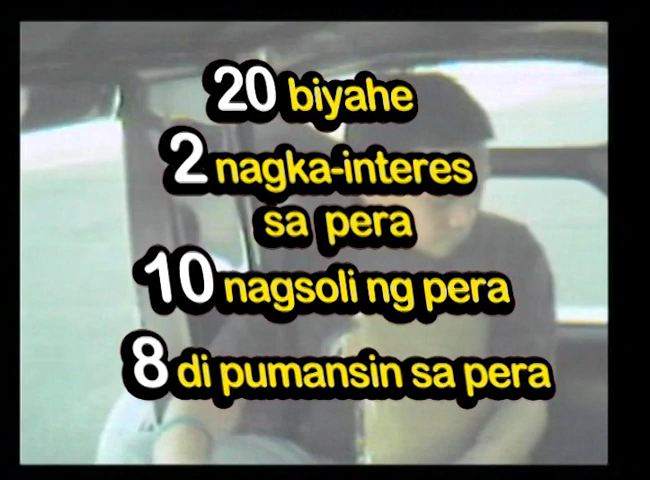 20 biyahe
2 nagka-interes
sa pera
10 nagsoli ng pera
8 di pumansin sa pera